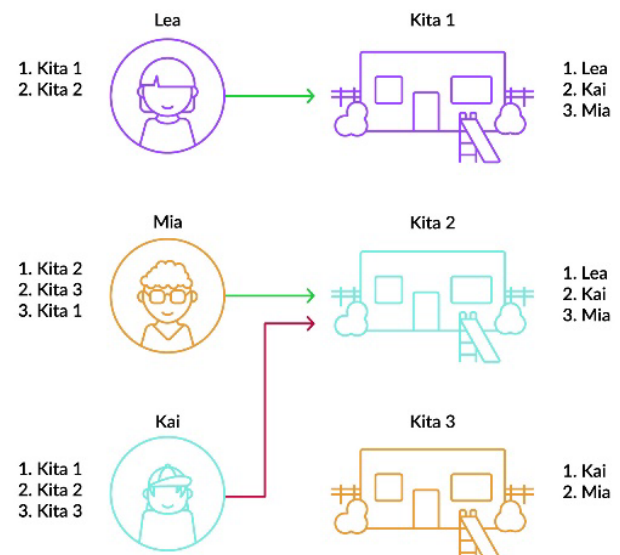 Lea
Kita 1
1. Kita 1
2. Kita 2
1. Lea
2. Kai
3. Mia
Mia
Kita 2
1. Kita 2
2. Kita 3
3. Kita 1
1. Lea
2. Kai
3. Mia
Kai
Kita 3
1. Kita 1
2. Kita 2
3. Kita 3
1. Kai
2. Mia